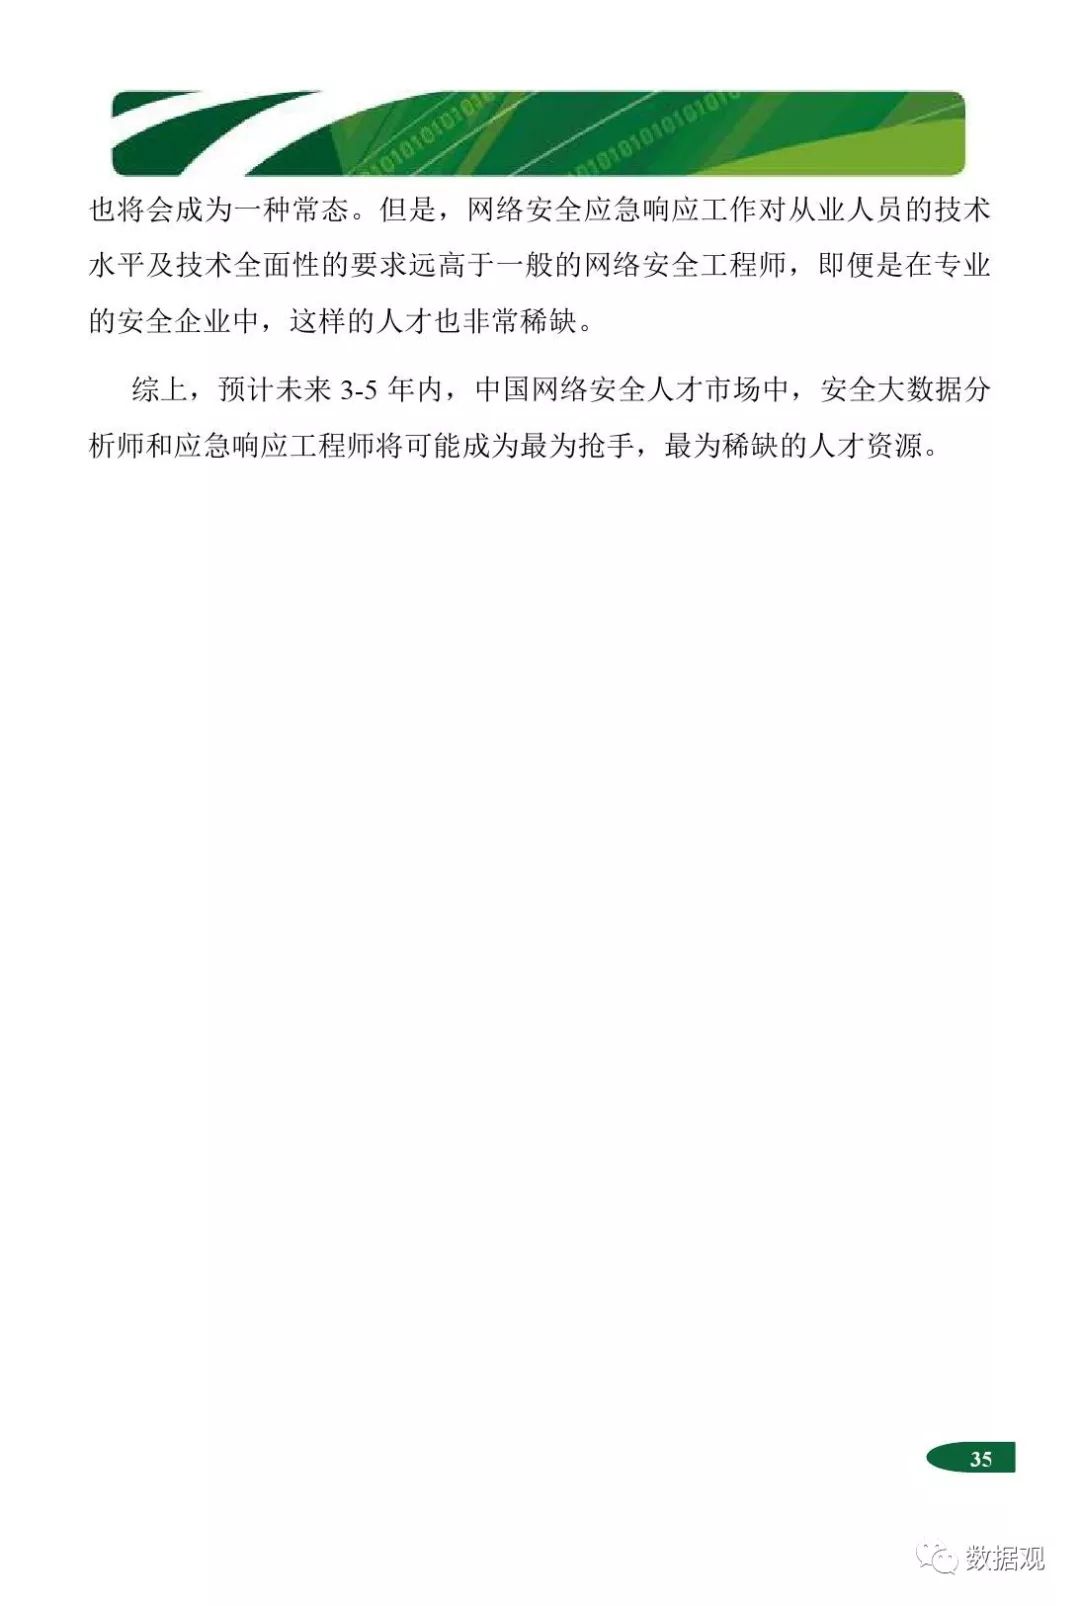 1010101010101
10101010101010101
也将会成为一种常态。但是，网络安全应急响应工作对从业人员的技术
水平及技术全面性的要求远高于一般的网络安全工程师，即便是在专业
的安全企业中，这样的人才也非常稀缺。
综上，预计未来 3-5 年内，中国网络安全人才市场中，安全大数据分
析师和应急响应工程师将可能成为最为抢手，最为稀缺的人才资源。
35
数据观